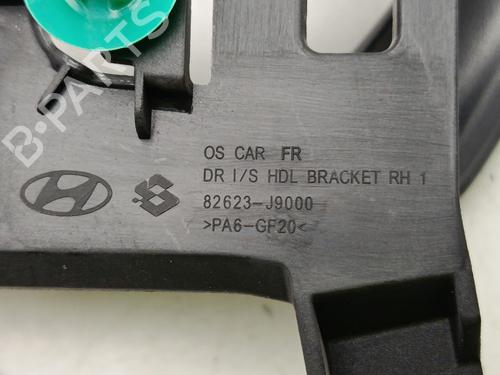 B-PARTS
OS CAR FR
DR I/S HDL BRACKET RH 1
82623-J9000
>PA6-GF20<